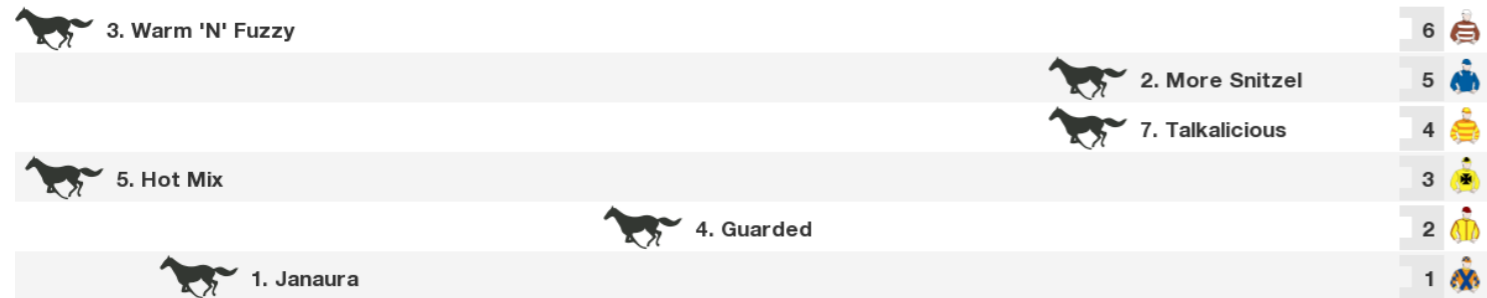 3. Warm 'N' Fuzzy 6
2. More Snitzel 5
7. Talkalicious 4
5. Hot Mix 3
4. Guarded 2
1. Janaura 1